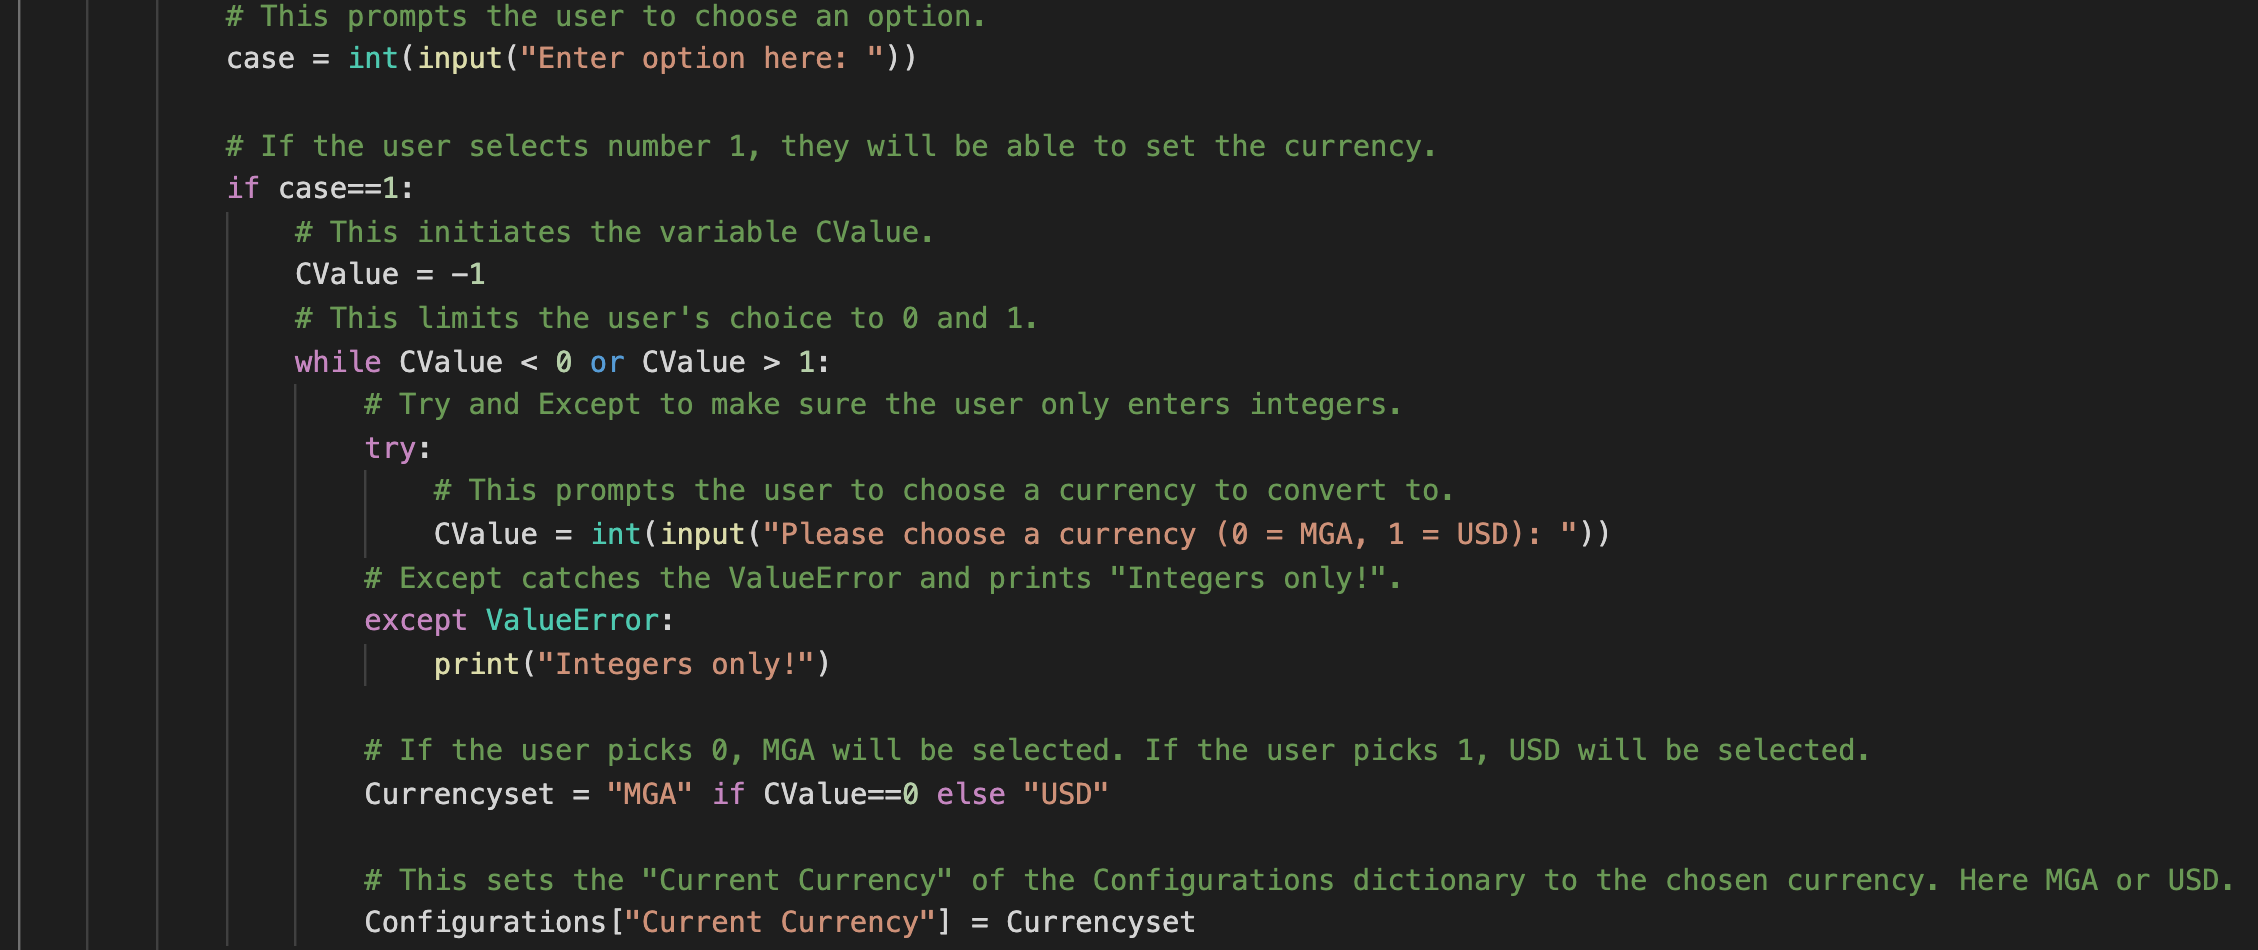 # This prompts the user to choose an option.
case = int(input("Enter option here: "))
# If the user selects number 1, they will be able to set the currency.
if case==1:
# This initiates the variable CValue.
CValue = -1
# This limits the user's choice to 0 and 1.
while CValue < 0 or CValue > 1:
# Try and Except to make sure the user only enters integers.
try:
# This prompts the user to choose a currency to convert to.
CValue = int(input("Please choose a currency (0 = MGA, 1 = USD): "))
# Except catches the ValueError and prints "Integers only!".
except ValueError:
print("Integers only!")
# If the user picks 0, MGA will be selected. If the user picks 1, USD will be selected.
Currencyset = "MGA" if CValue==0 else "USD"
# This sets the "Current Currency" of the Configurations dictionary to the chosen currency. Here MGA or USD.
Configurations["Current Currency"] = Currencyset